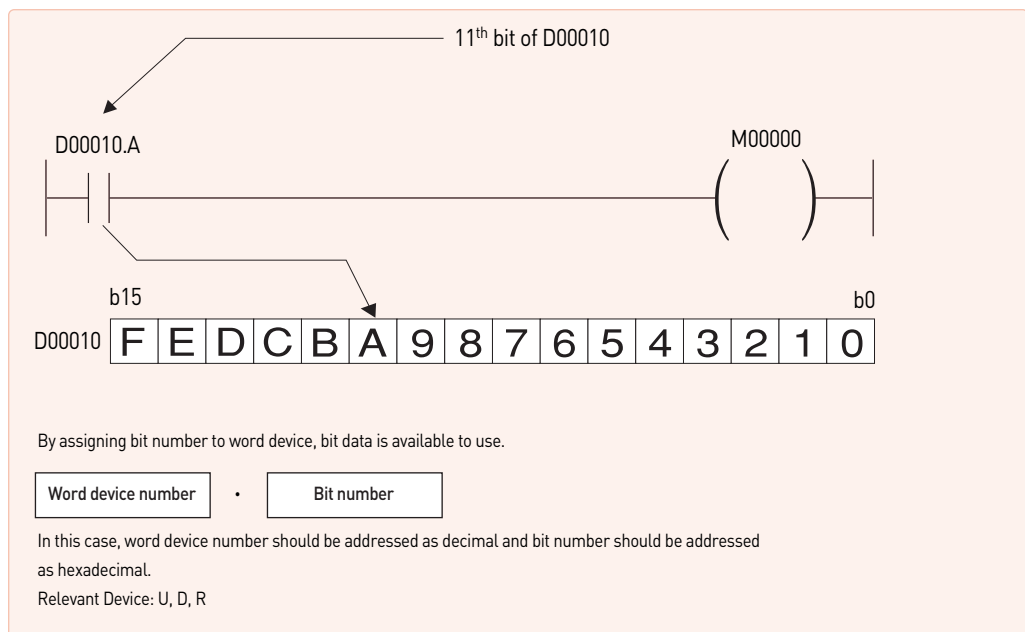 11th bit of D00010
D00010.A
M00000
b15
b0
D00010 F E D C B A 9 8 7 6 5 4 3 2 1 0
By assigning bit number to word device, bit data is available to use.
Word device number • Bit number
In this case, word device number should be addressed as decimal and bit number should be addressed
as hexadecimal.
Relevant Device: U, D, R